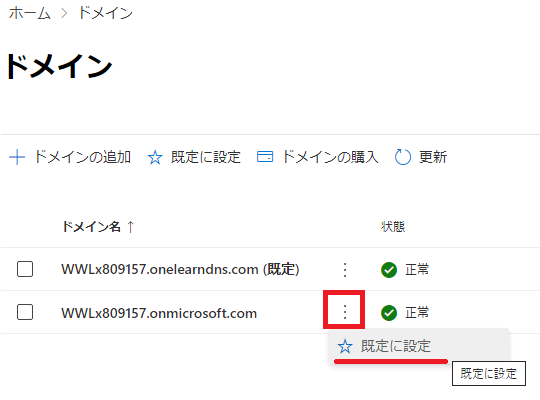 ホーム > ドメイン
ドメイン
ドメインの追加 既定に設定 ドメインの購入 更新
ドメイン名 ↑ 状態
WWLx809157.onelearndns.com (既定) 正常
WWLx809157.onmicrosoft.com 正常
既定に設定
既定に設定